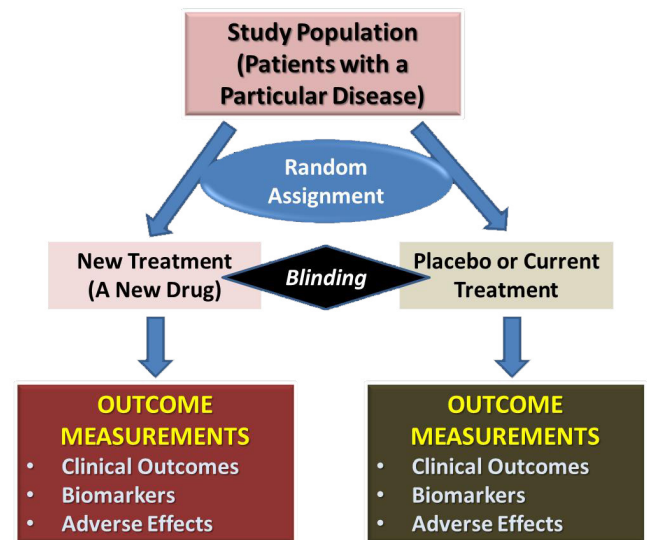 Study Population
(Patients with a
Particular Disease)
Random
Assignment
New Treatment
(A New Drug)
Blinding
Placebo or Current
Treatment
OUTCOME
MEASUREMENTS
• Clinical Outcomes
• Biomarkers
• Adverse Effects
OUTCOME
MEASUREMENTS
• Clinical Outcomes
• Biomarkers
• Adverse Effects